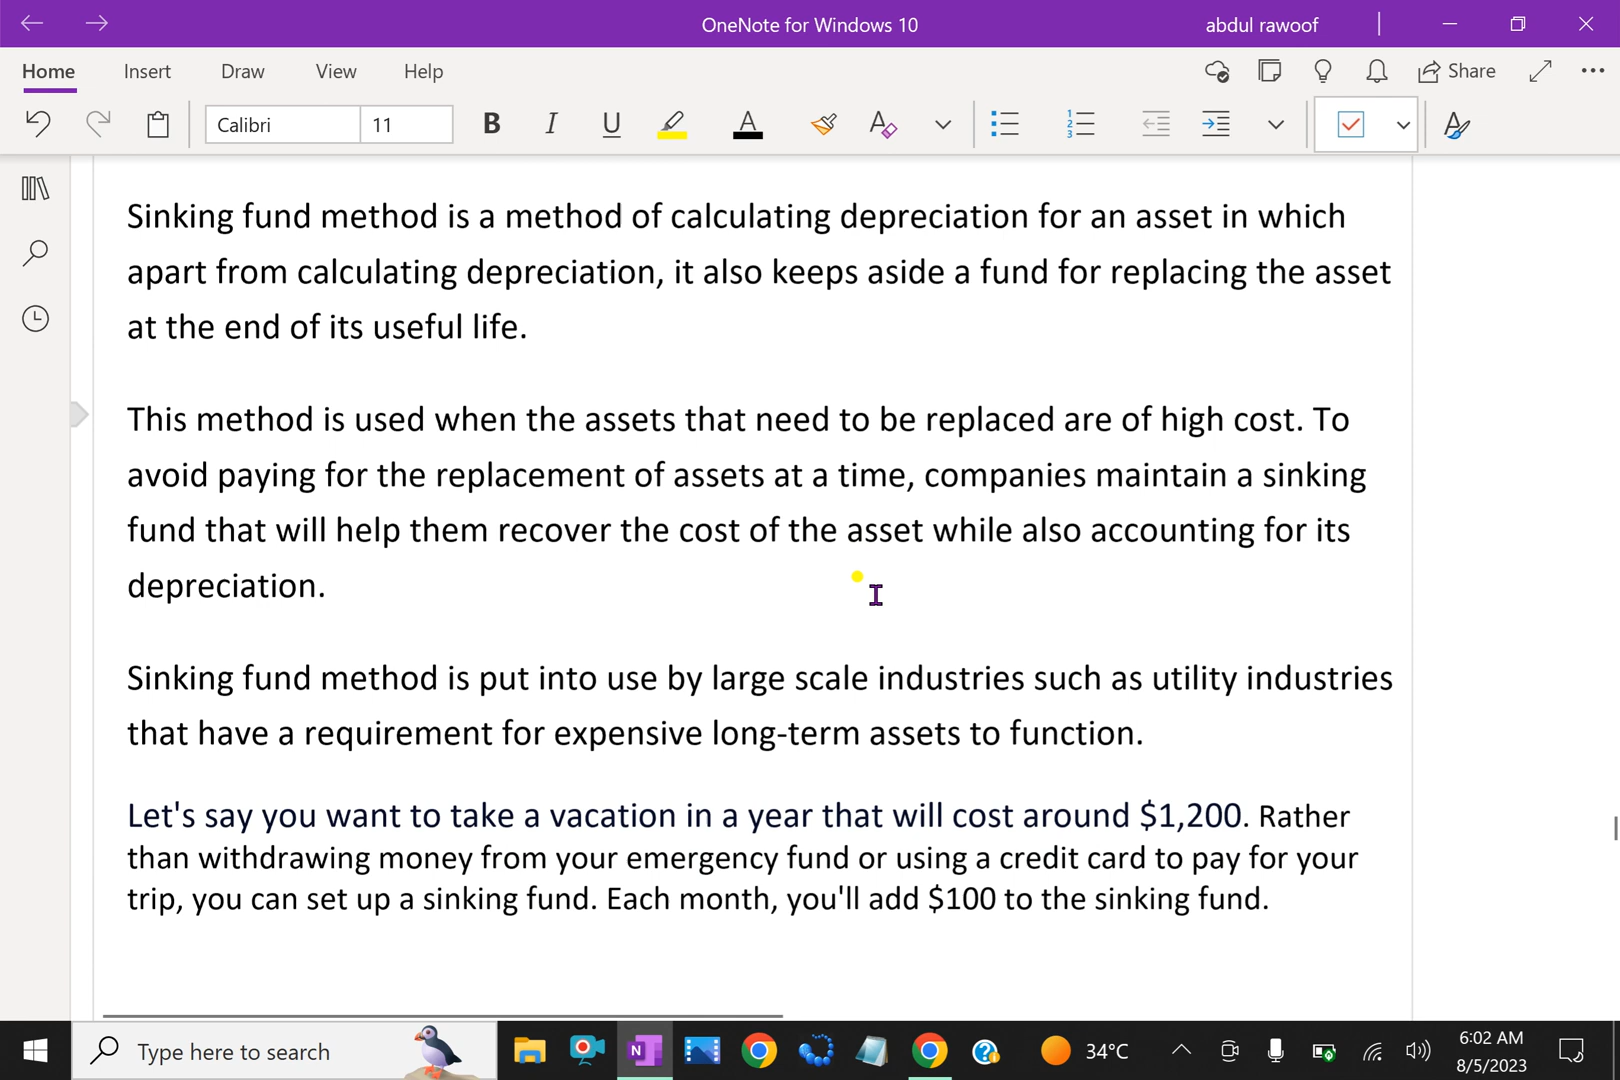 OneNote for Windows 10
abdul rawoof
Home Insert Draw View Help
Share
Calibri 11 B I U A A
Sinking fund method is a method of calculating depreciation for an asset in which
apart from calculating depreciation, it also keeps aside a fund for replacing the asset
at the end of its useful life.
This method is used when the assets that need to be replaced are of high cost. To
avoid paying for the replacement of assets at a time, companies maintain a sinking
fund that will help them recover the cost of the asset while also accounting for its
depreciation.
Sinking fund method is put into use by large scale industries such as utility industries
that have a requirement for expensive long-term assets to function.
Let's say you want to take a vacation in a year that will cost around $1,200. Rather
than withdrawing money from your emergency fund or using a credit card to pay for your
trip, you can set up a sinking fund. Each month, you'll add $100 to the sinking fund.
Type here to search
N
34°C
6:02 AM
8/5/2023